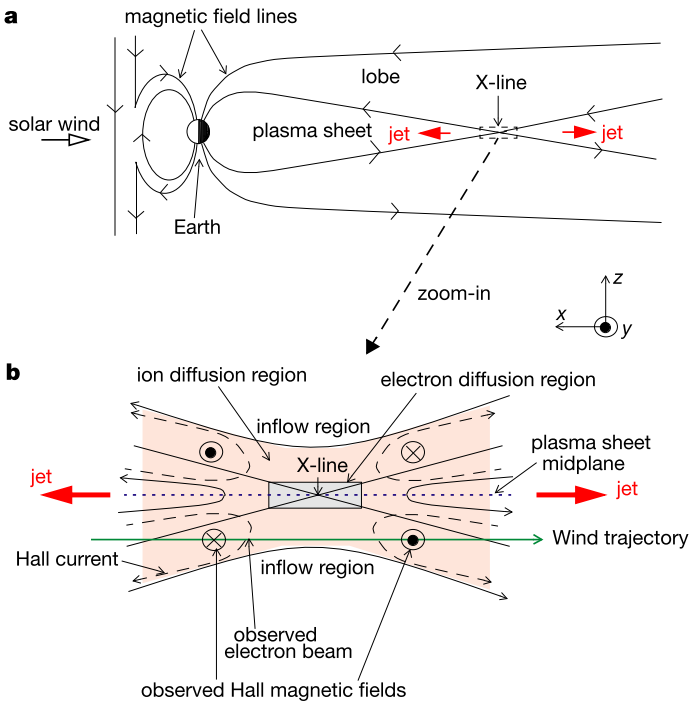 a
magnetic field lines
lobe
X-line
solar wind
plasma sheet
jet
jet
Earth
zoom-in
z
x
y
b
ion diffusion region
electron diffusion region
inflow region
plasma sheet
midplane
X-line
jet
jet
Wind trajectory
Hall current
inflow region
observed
electron beam
observed Hall magnetic fields